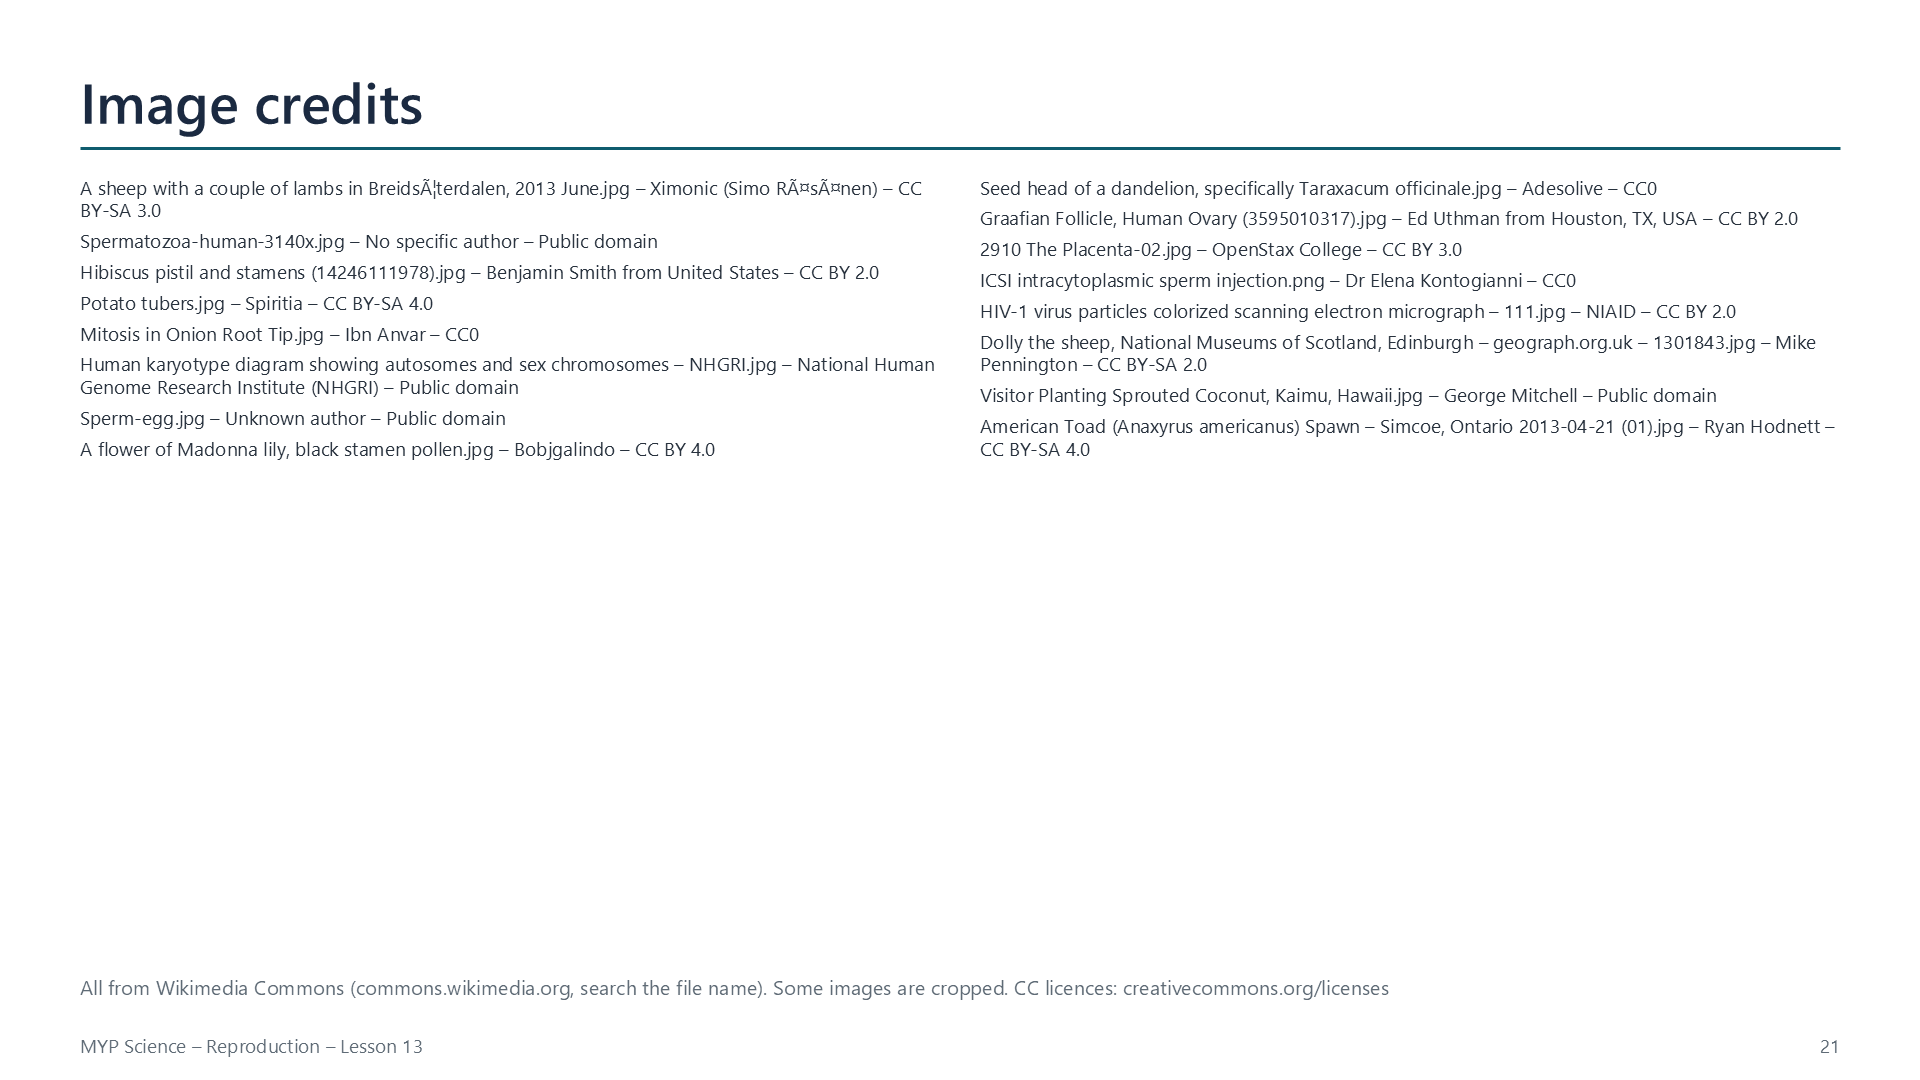 Image credits
A sheep with a couple of lambs in BreidsÃ¦terdalen, 2013 June.jpg – Ximonic (Simo RÃ¤sÃ¤nen) – CC
BY-SA 3.0
Spermatozoa-human-3140x.jpg – No specific author – Public domain
Hibiscus pistil and stamens (14246111978).jpg – Benjamin Smith from United States – CC BY 2.0
Potato tubers.jpg – Spiritia – CC BY-SA 4.0
Mitosis in Onion Root Tip.jpg – Ibn Anvar – CC0
Human karyotype diagram showing autosomes and sex chromosomes – NHGRI.jpg – National Human
Genome Research Institute (NHGRI) – Public domain
Sperm-egg.jpg – Unknown author – Public domain
A flower of Madonna lily, black stamen pollen.jpg – Bobjgalindo – CC BY 4.0
Seed head of a dandelion, specifically Taraxacum officinale.jpg – Adesolive – CC0
Graafian Follicle, Human Ovary (3595010317).jpg – Ed Uthman from Houston, TX, USA – CC BY 2.0
2910 The Placenta-02.jpg – OpenStax College – CC BY 3.0
ICSI intracytoplasmic sperm injection.png – Dr Elena Kontogianni – CC0
HIV-1 virus particles colorized scanning electron micrograph – 111.jpg – NIAID – CC BY 2.0
Dolly the sheep, National Museums of Scotland, Edinburgh – geograph.org.uk – 1301843.jpg – Mike
Pennington – CC BY-SA 2.0
Visitor Planting Sprouted Coconut, Kaimu, Hawaii.jpg – George Mitchell – Public domain
American Toad (Anaxyrus americanus) Spawn – Simcoe, Ontario 2013-04-21 (01).jpg – Ryan Hodnett –
CC BY-SA 4.0
All from Wikimedia Commons (commons.wikimedia.org, search the file name). Some images are cropped. CC licences: creativecommons.org/licenses
MYP Science – Reproduction – Lesson 13
21